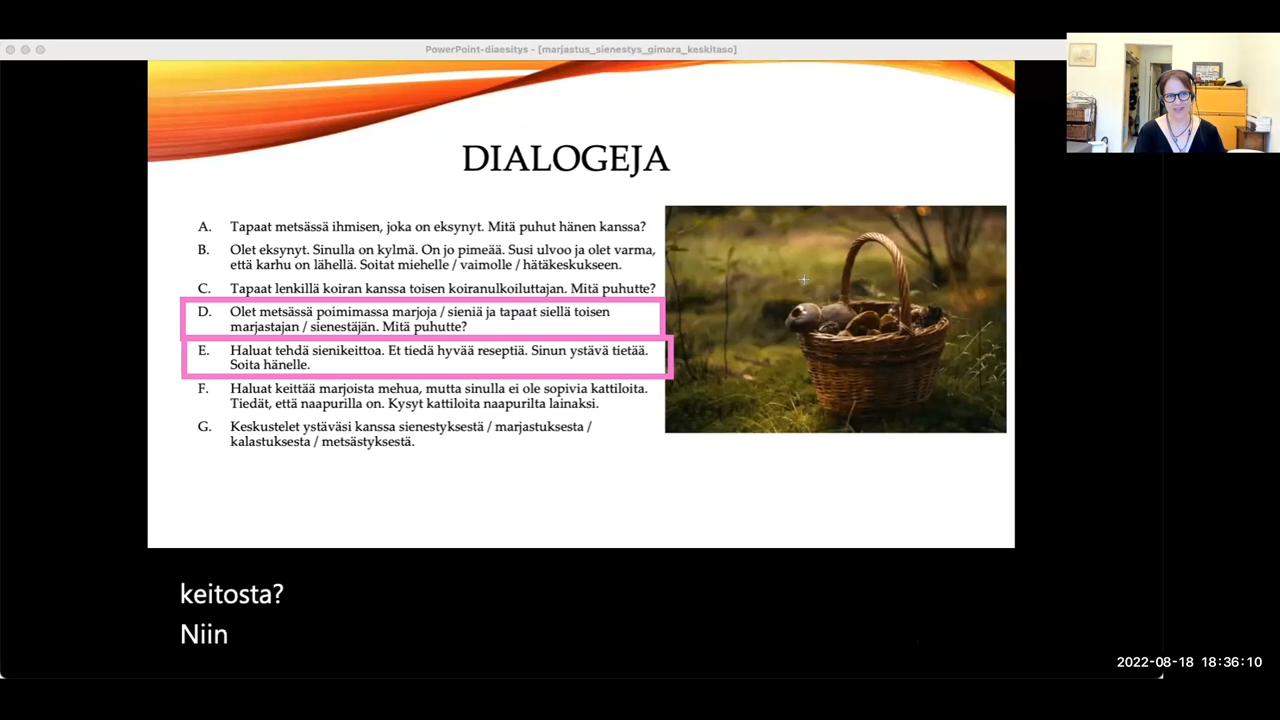 PowerPoint-diaesitys - [marjastus_sienestys_gimara_keskitaso]
DIALOGEJA
A. Tapaat metsässä ihmisen, joka on eksynyt. Mitä puhut hänen kanssa?
B. Olet eksynyt. Sinulla on kylmä. On jo pimeää. Susi ulvoo ja olet varma,
että karhu on lähellä. Soitat miehelle / vaimolle / hätäkeskukseen.
C. Tapaat lenkillä koiran kanssa toisen koiranulkoiluttajan. Mitä puhutte?
D. Olet metsässä poimimassa marjoja / sieniä ja tapaat siellä toisen
marjastajan / sienestäjän. Mitä puhutte?
E. Haluat tehdä sienikeittoa. Et tiedä hyvää reseptiä. Sinun ystävä tietää.
Soita hänelle.
F. Haluat keittää marjoista mehua, mutta sinulla ei ole sopivia kattiloita.
Tiedät, että naapurilla on. Kysyt kattiloita naapurilta lainaksi.
G. Keskustelet ystäväsi kanssa sienestyksestä / marjastuksesta /
kalastuksesta / metsästyksestä.
keitosta?
Niin
2022-08-18 18:36:10